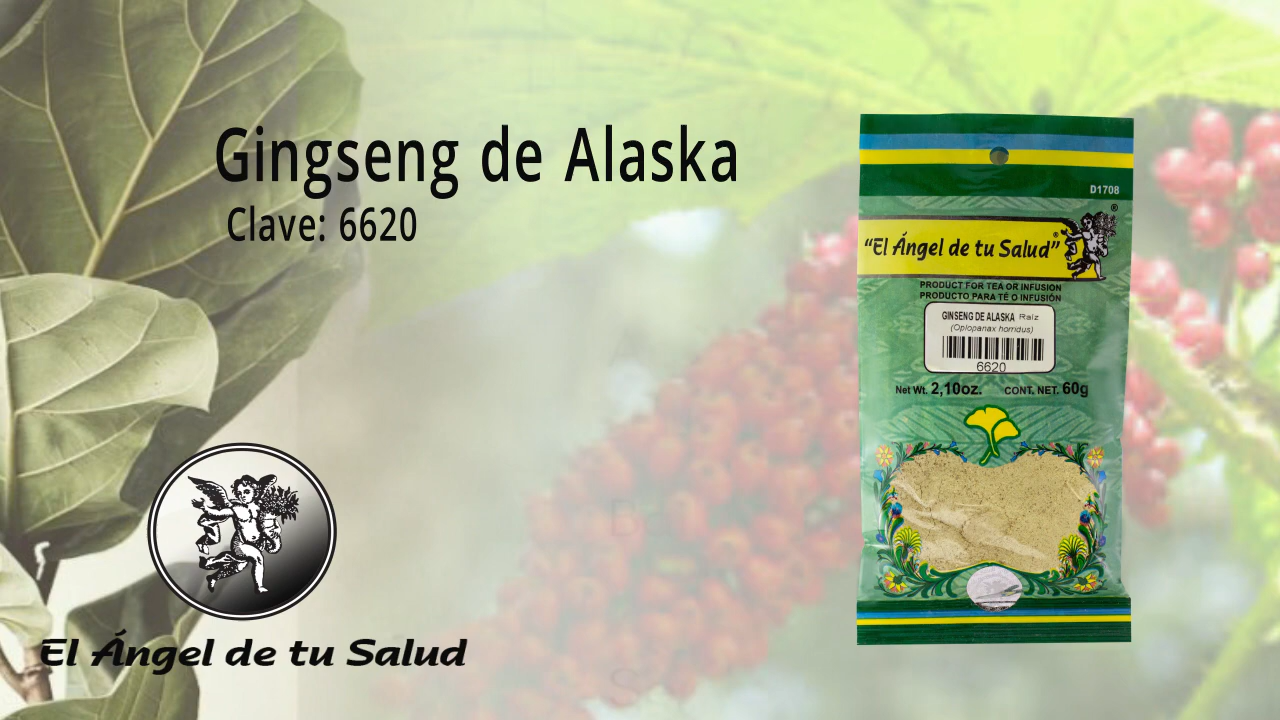 Gingseng de Alaska
Clave: 6620
D1708
®
"El Ángel de tu Salud"®
PRODUCT FOR TEA OR INFUSION
PRODUCTO PARA TÉ O INFUSIÓN
GINSENG DE ALASKA Raíz
(Oplopanax horridus)
6620
Net Wt. 2,10oz. CONT. NET. 60g
El Ángel de tu Salud